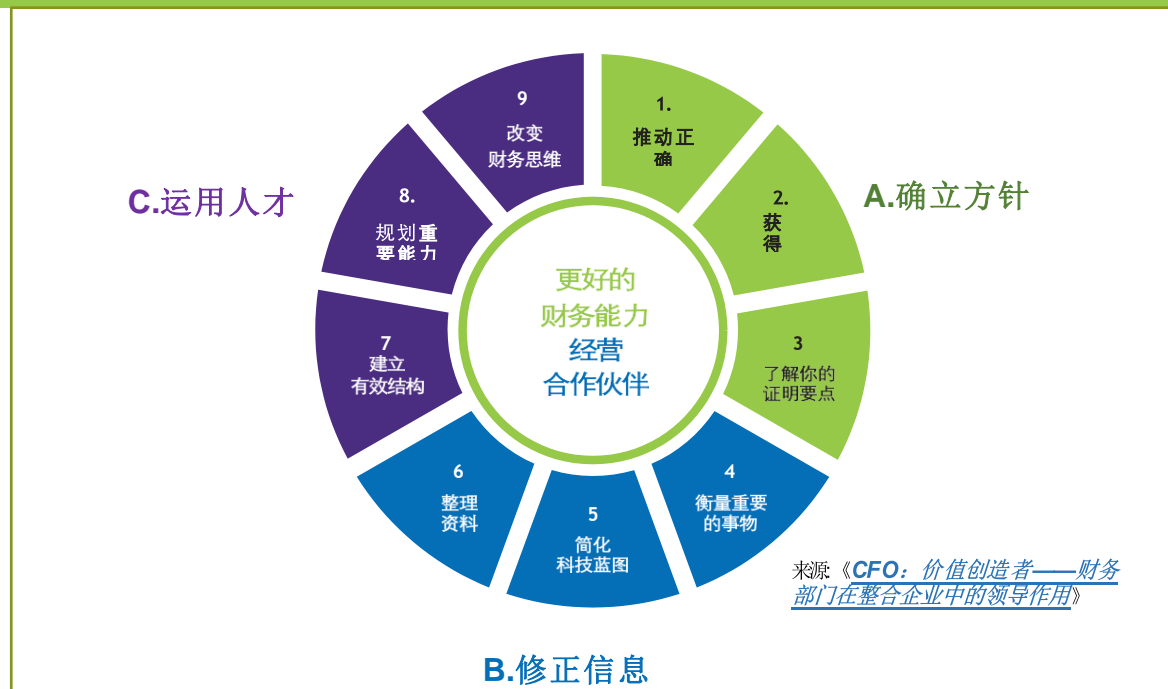 1.
推动正
确
2.
获
得
3
了解你的
证明要点
A.确立方针
4
衡量重要
的事物
5
简化
科技蓝图
6
整理
资料
B.修正信息
7
建立
有效结构
8.
规划重
要能力
9
改变
财务思维
C.运用人才
更好的
财务能力
经营
合作伙伴
来源:《CFO：价值创造者——财务
部门在整合企业中的领导作用》